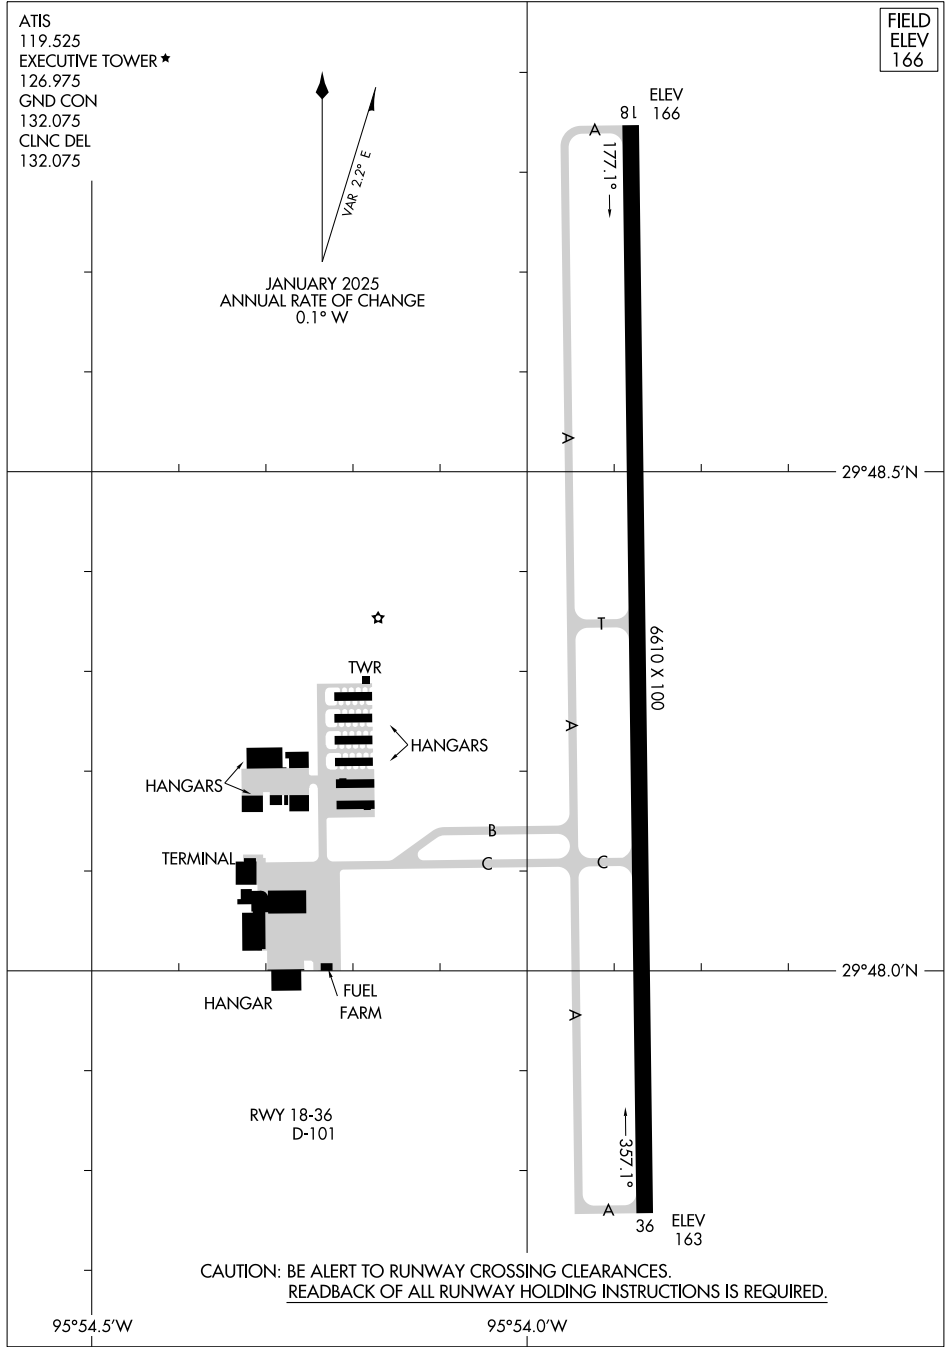 ATIS
119.525
EXECUTIVE TOWER ★
126.975
GND CON
132.075
CLNC DEL
132.075
FIELD
ELEV
166
VAR 2.2° E
JANUARY 2025
ANNUAL RATE OF CHANGE
0.1° W
ELEV
166
18
A
177.1°
A
29°48.5'N
T
6610 X 100
TWR
A
HANGARS
HANGARS
B
TERMINAL
C
C
29°48.0'N
HANGAR
FUEL
FARM
A
RWY 18-36
D-101
357.1°
A
36
ELEV
163
CAUTION: BE ALERT TO RUNWAY CROSSING CLEARANCES.
READBACK OF ALL RUNWAY HOLDING INSTRUCTIONS IS REQUIRED.
95°54.5'W
95°54.0'W